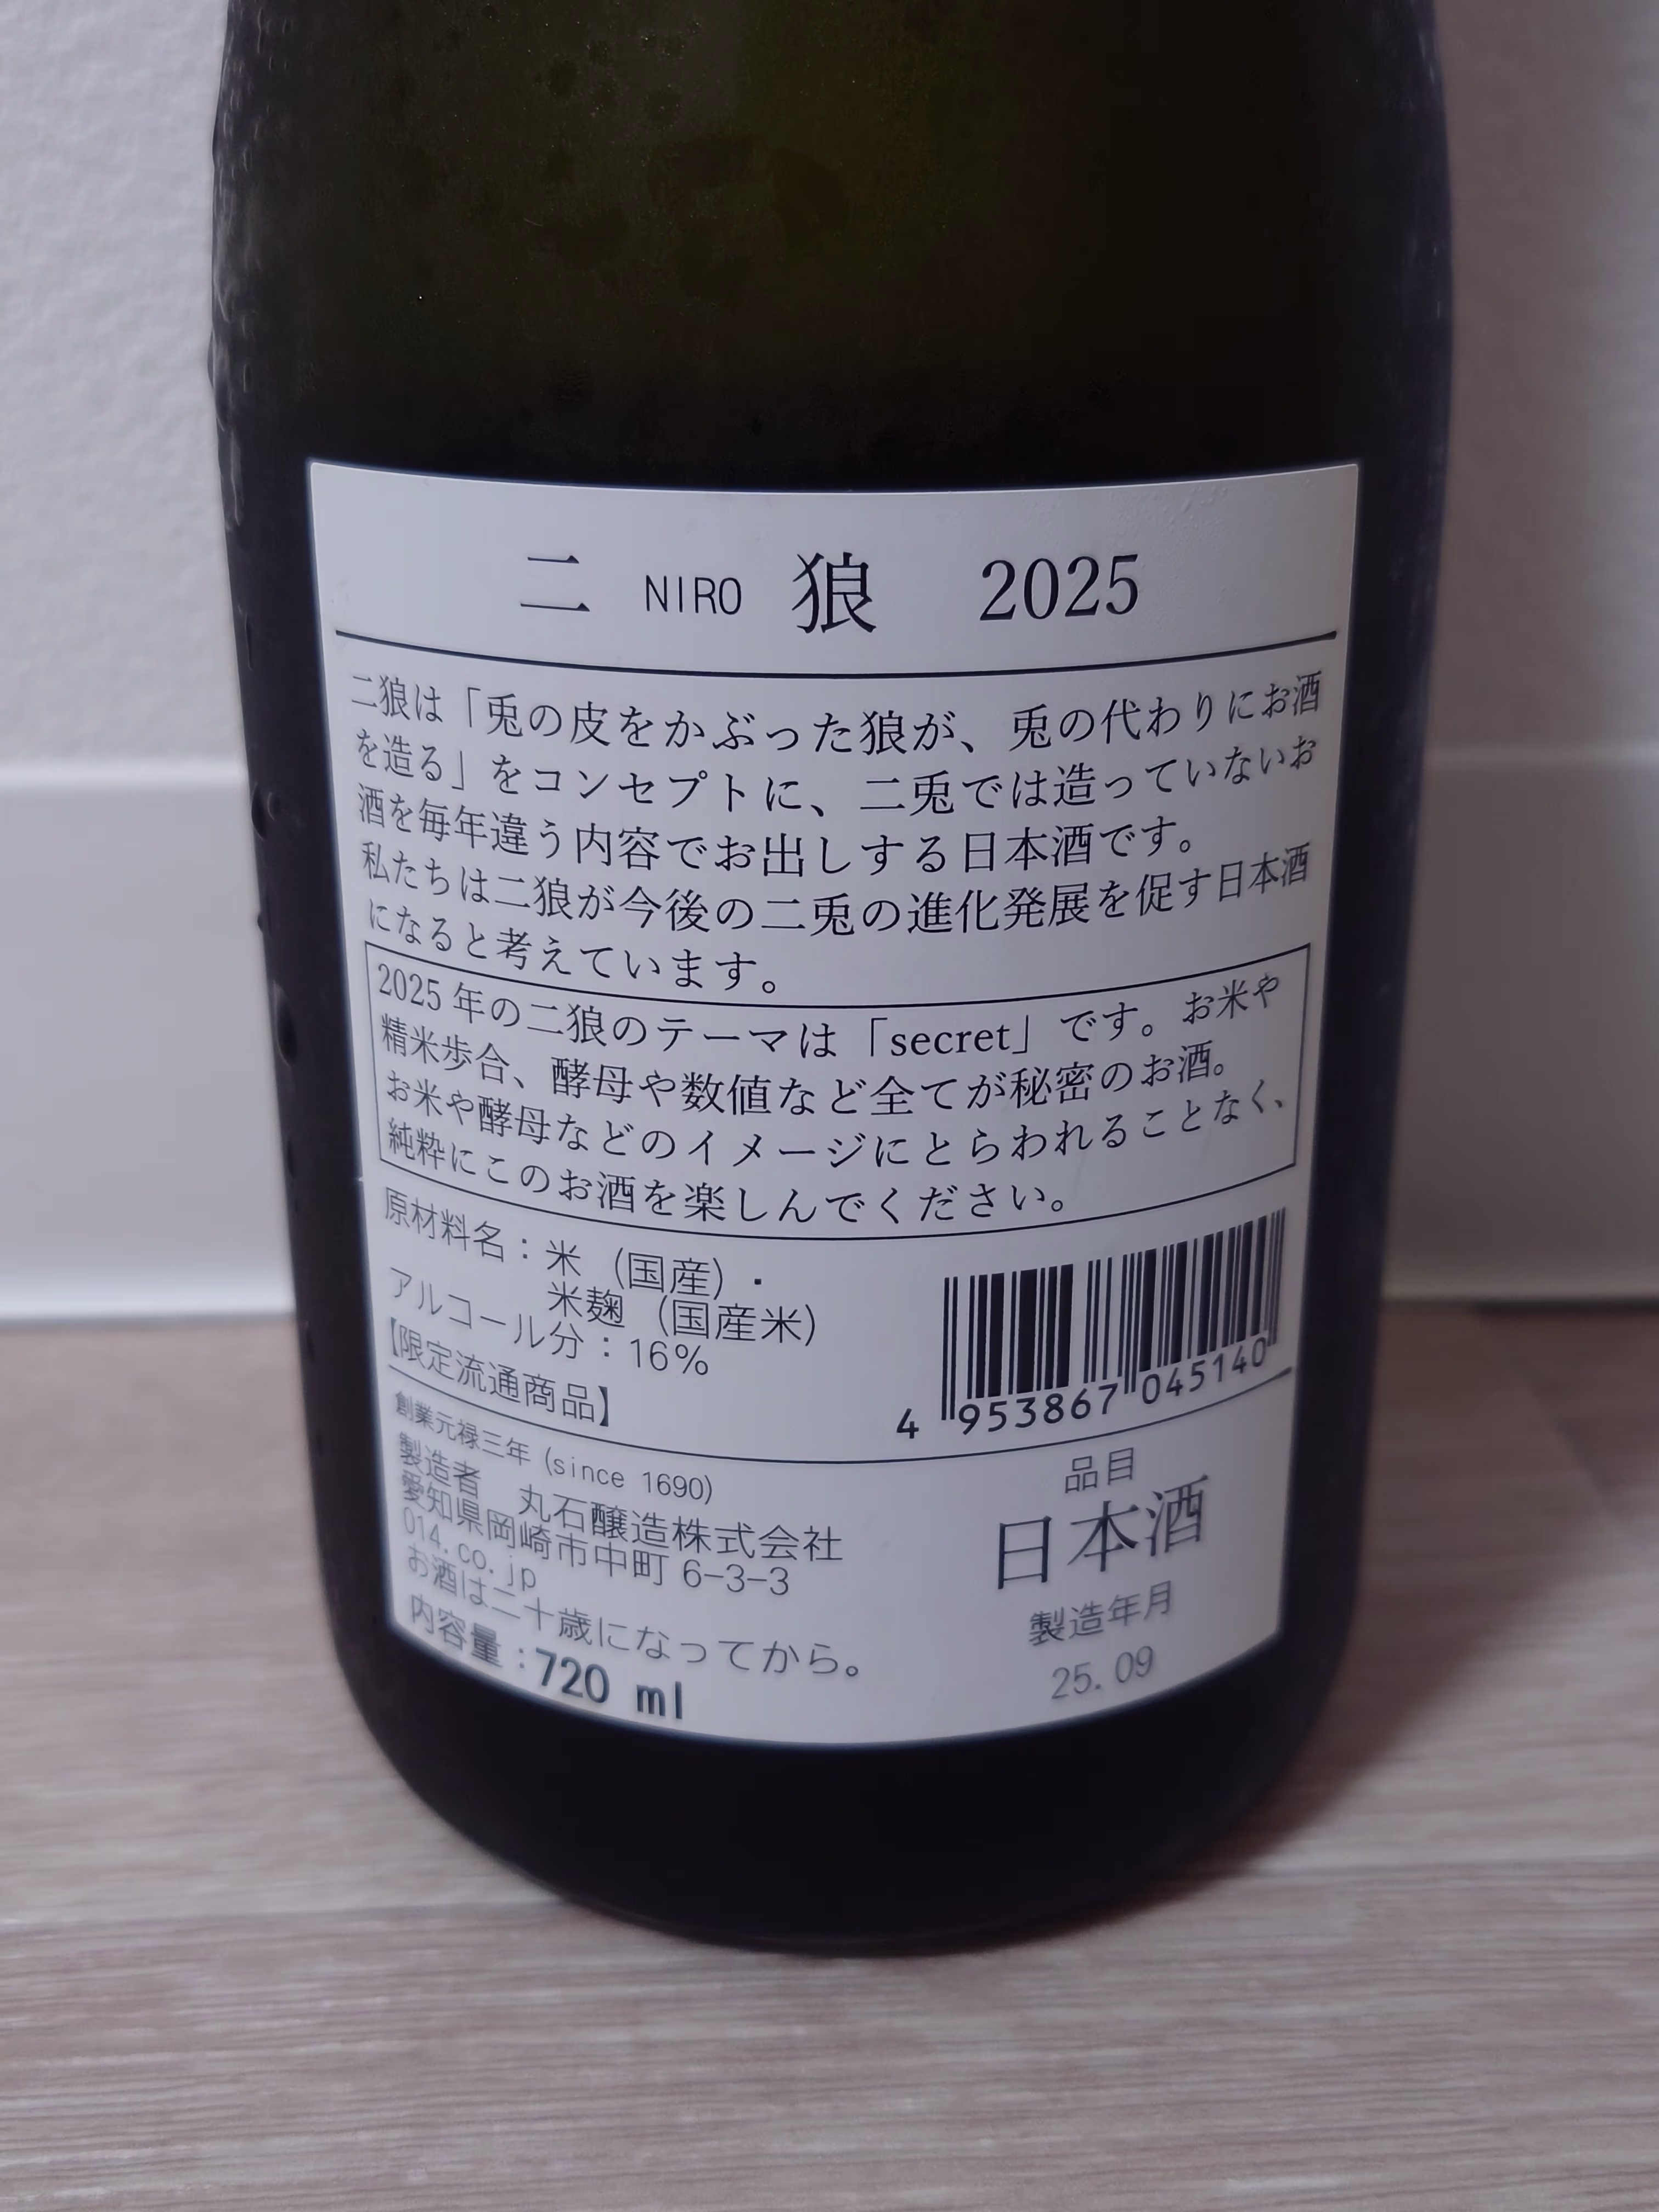 二 NIRO 狼 2025
二狼は「兎の皮をかぶった狼が、兎の代わりにお酒
を造る」をコンセプトに、二兎では造っていないお
酒を毎年違う内容でお出しする日本酒です。
私たちは二狼が今後の二兎の進化発展を促す日本酒
になると考えています。
2025 年の二狼のテーマは「secret」です。お米や
精米歩合、酵母や数値など全てが秘密のお酒。
お米や酵母などのイメージにとらわれることなく、
純粋にこのお酒を楽しんでください。
原材料名：米（国産）・
米麹（国産米）
アルコール分：16%
【限定流通商品】
4 953867 045140
創業元禄三年 (since 1690)
製造者 丸石醸造株式会社
愛知県岡崎市中町 6-3-3
014.co.jp
お酒は二十歳になってから。
内容量：720 ml
品目
日本酒
製造年月
25.09